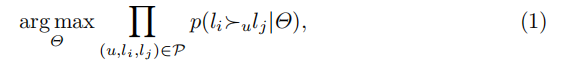 arg max ∏ p(l_i ≻_u l_j | Θ), (1)
Θ (u,l_i,l_j)∈𝒫